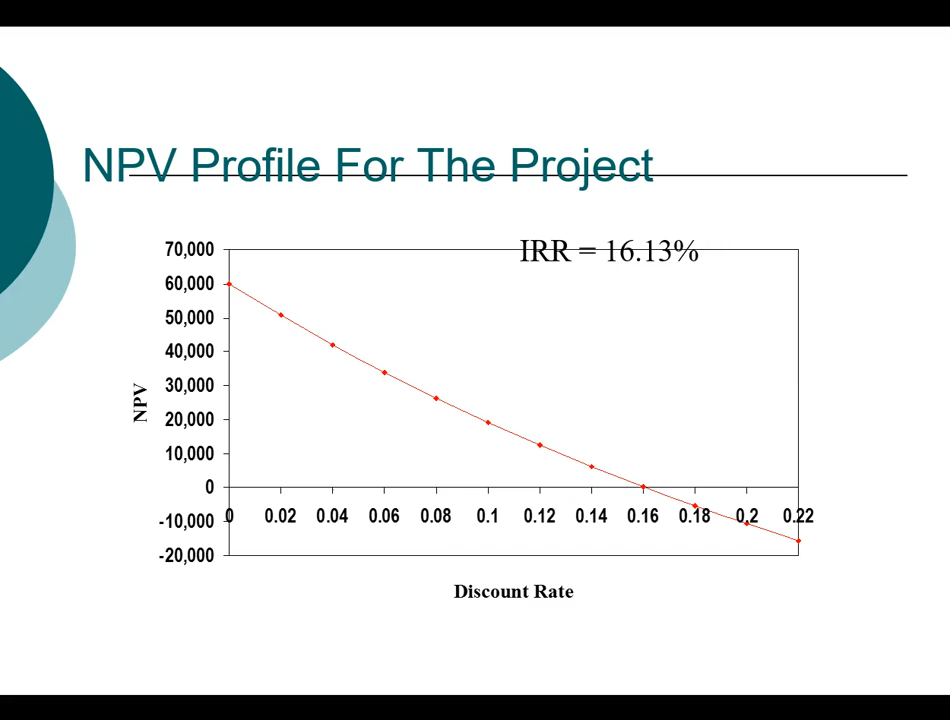 NPV Profile For The Project
IRR = 16.13%
70,000
60,000
50,000
40,000
30,000
20,000
10,000
0
-10,000
-20,000
NPV
0 0.02 0.04 0.06 0.08 0.1 0.12 0.14 0.16 0.18 0.2 0.22
Discount Rate